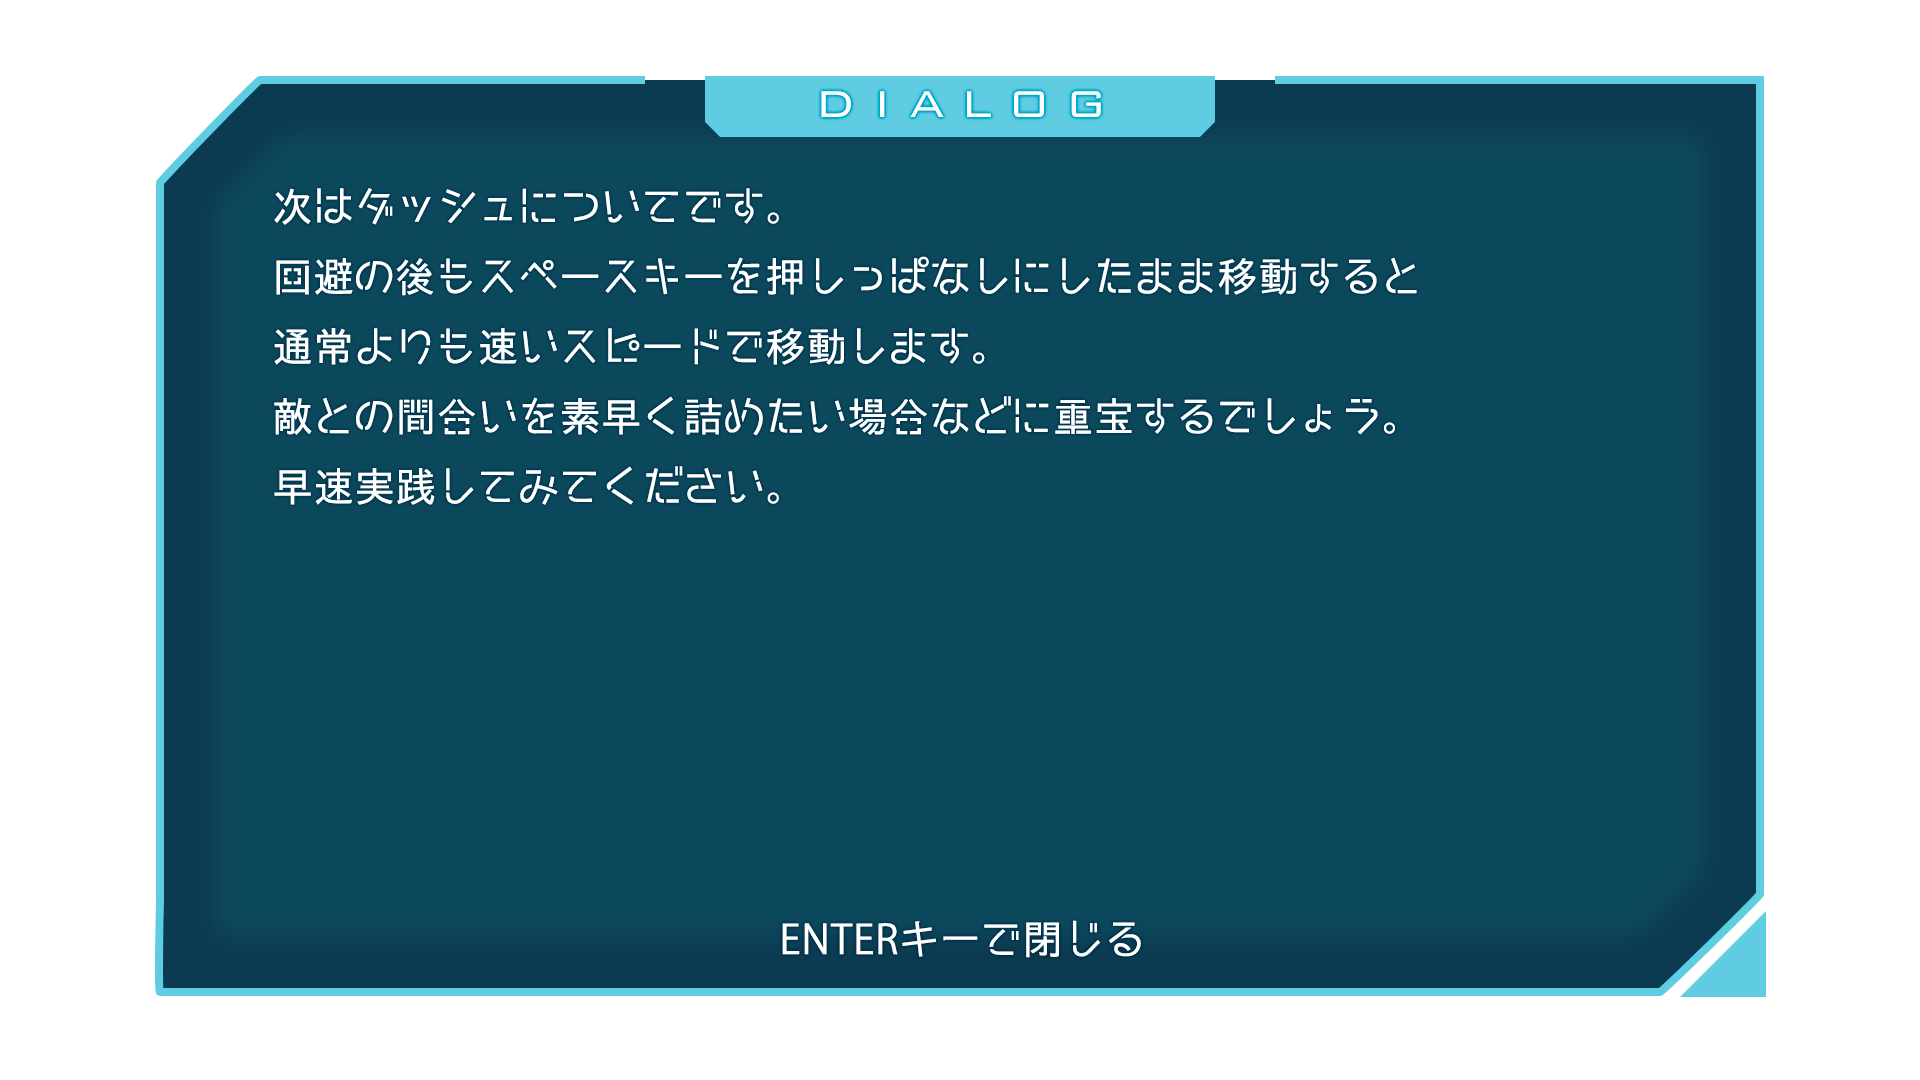 DIALOG
次はダッシュについてです。
回避の後もスペースキーを押しっぱなしにしたまま移動すると
通常よりも速いスピードで移動します。
敵との間合いを素早く詰めたい場合などに重宝するでしょう。
早速実践してみてください。
ENTERキーで閉じる